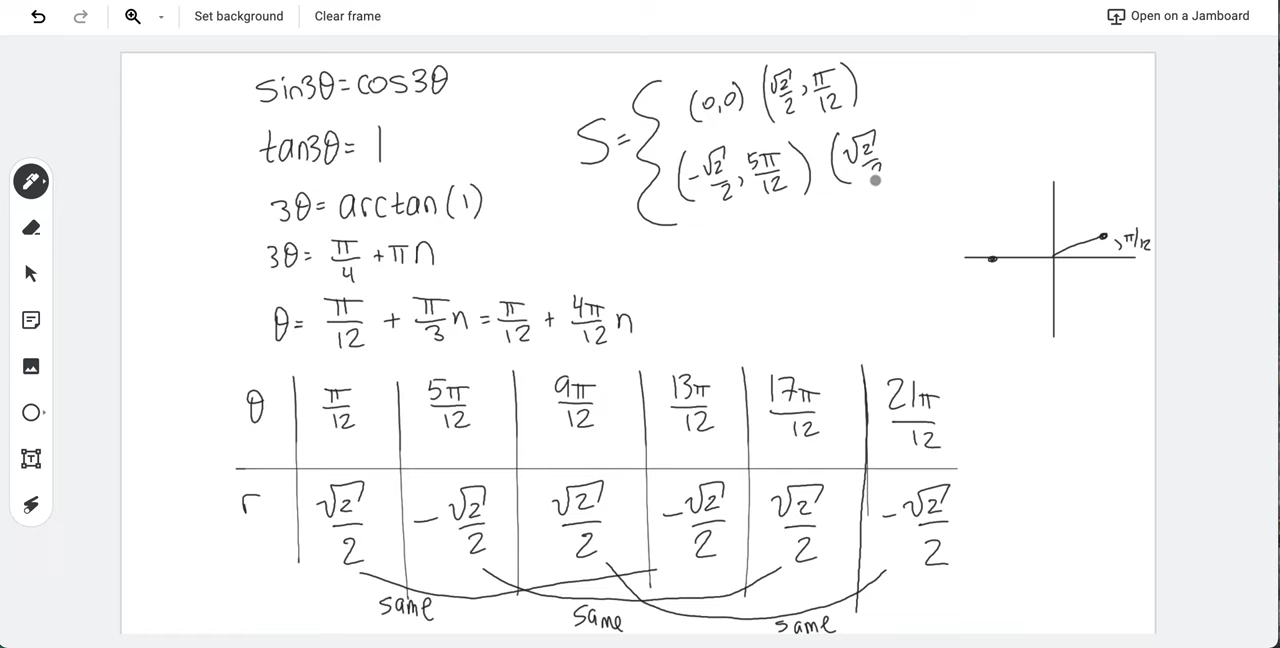 Set background
Clear frame
Open on a Jamboard
sin3θ=cos3θ
tan3θ= 1
3θ= arctan(1)
3θ= π/4 + πn
θ= π/12 + π/3 n = π/12 + 4π/12 n
S= { (0,0) (√2/2, π/12)
(-√2/2, 5π/12) (√2/2
, π/12
θ | π/12 | 5π/12 | 9π/12 | 13π/12 | 17π/12 | 21π/12
r | √2/2 | -√2/2 | √2/2 | -√2/2 | √2/2 | -√2/2
same
same
same